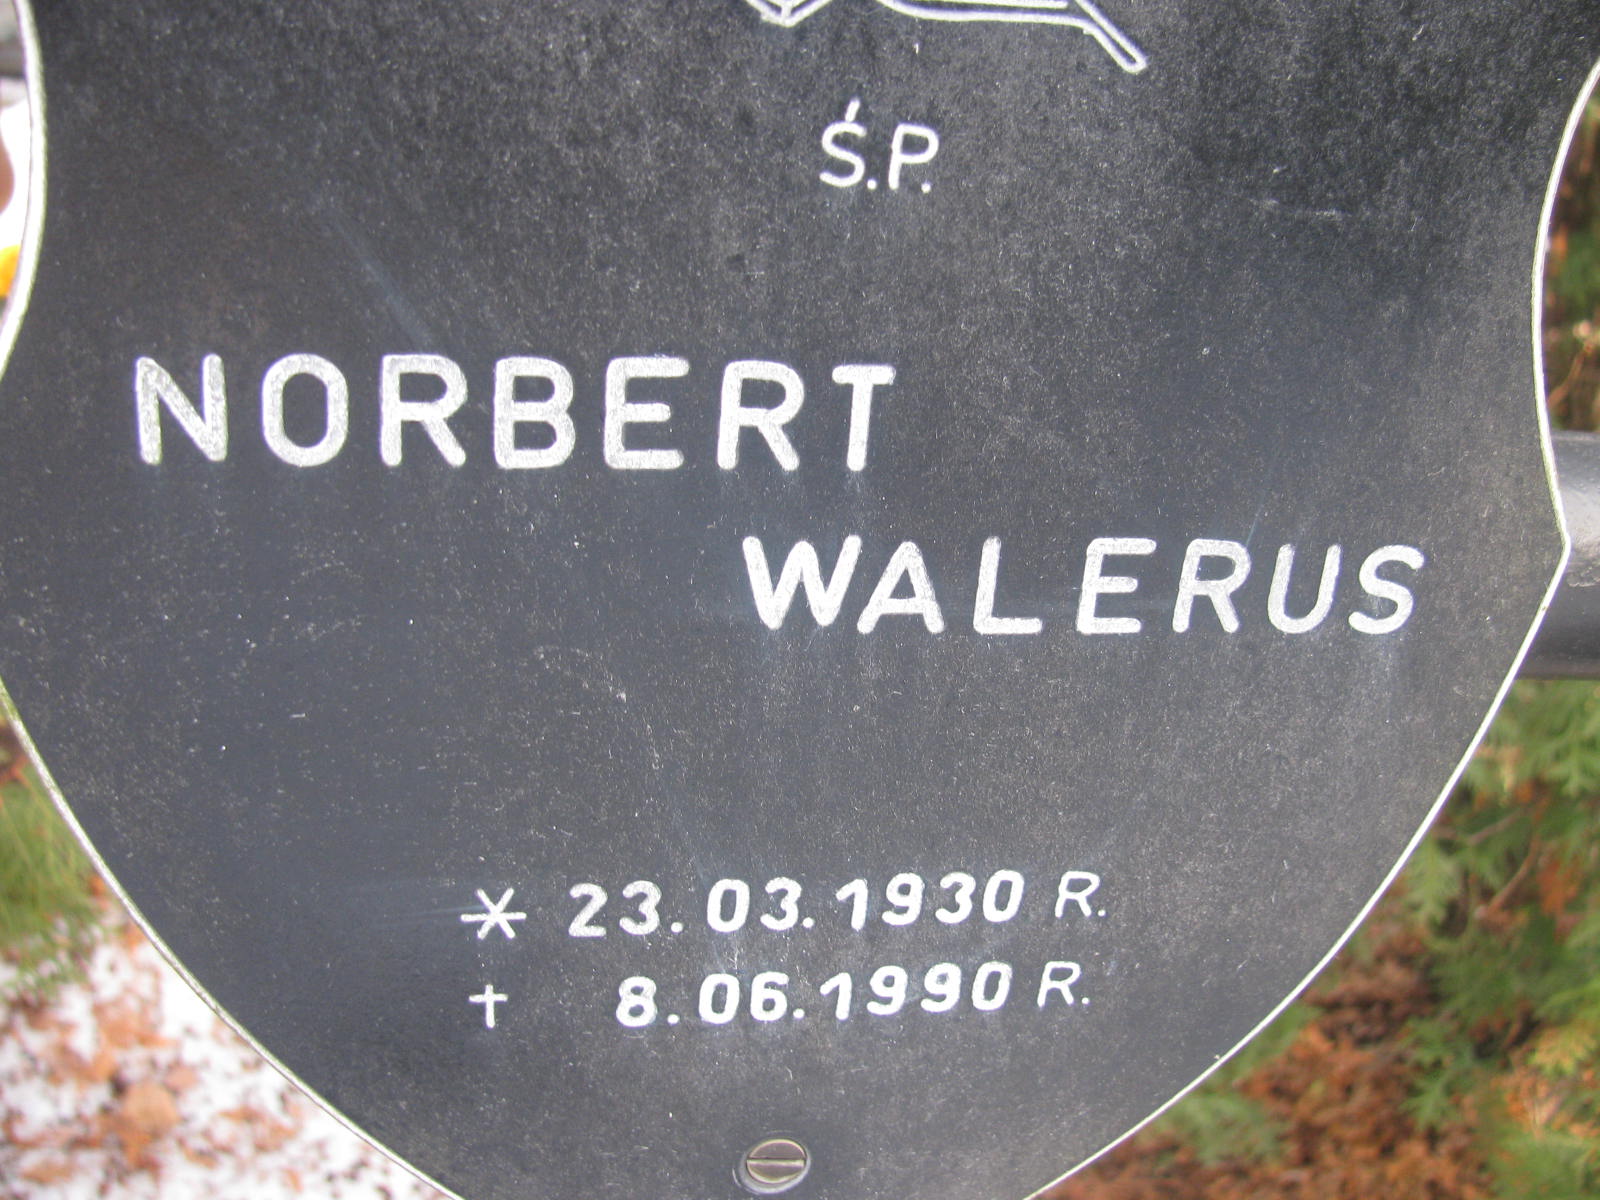 Ś.P.
NORBERT
WALERUS
* 23.03.1930 R.
† 8.06.1990 R.